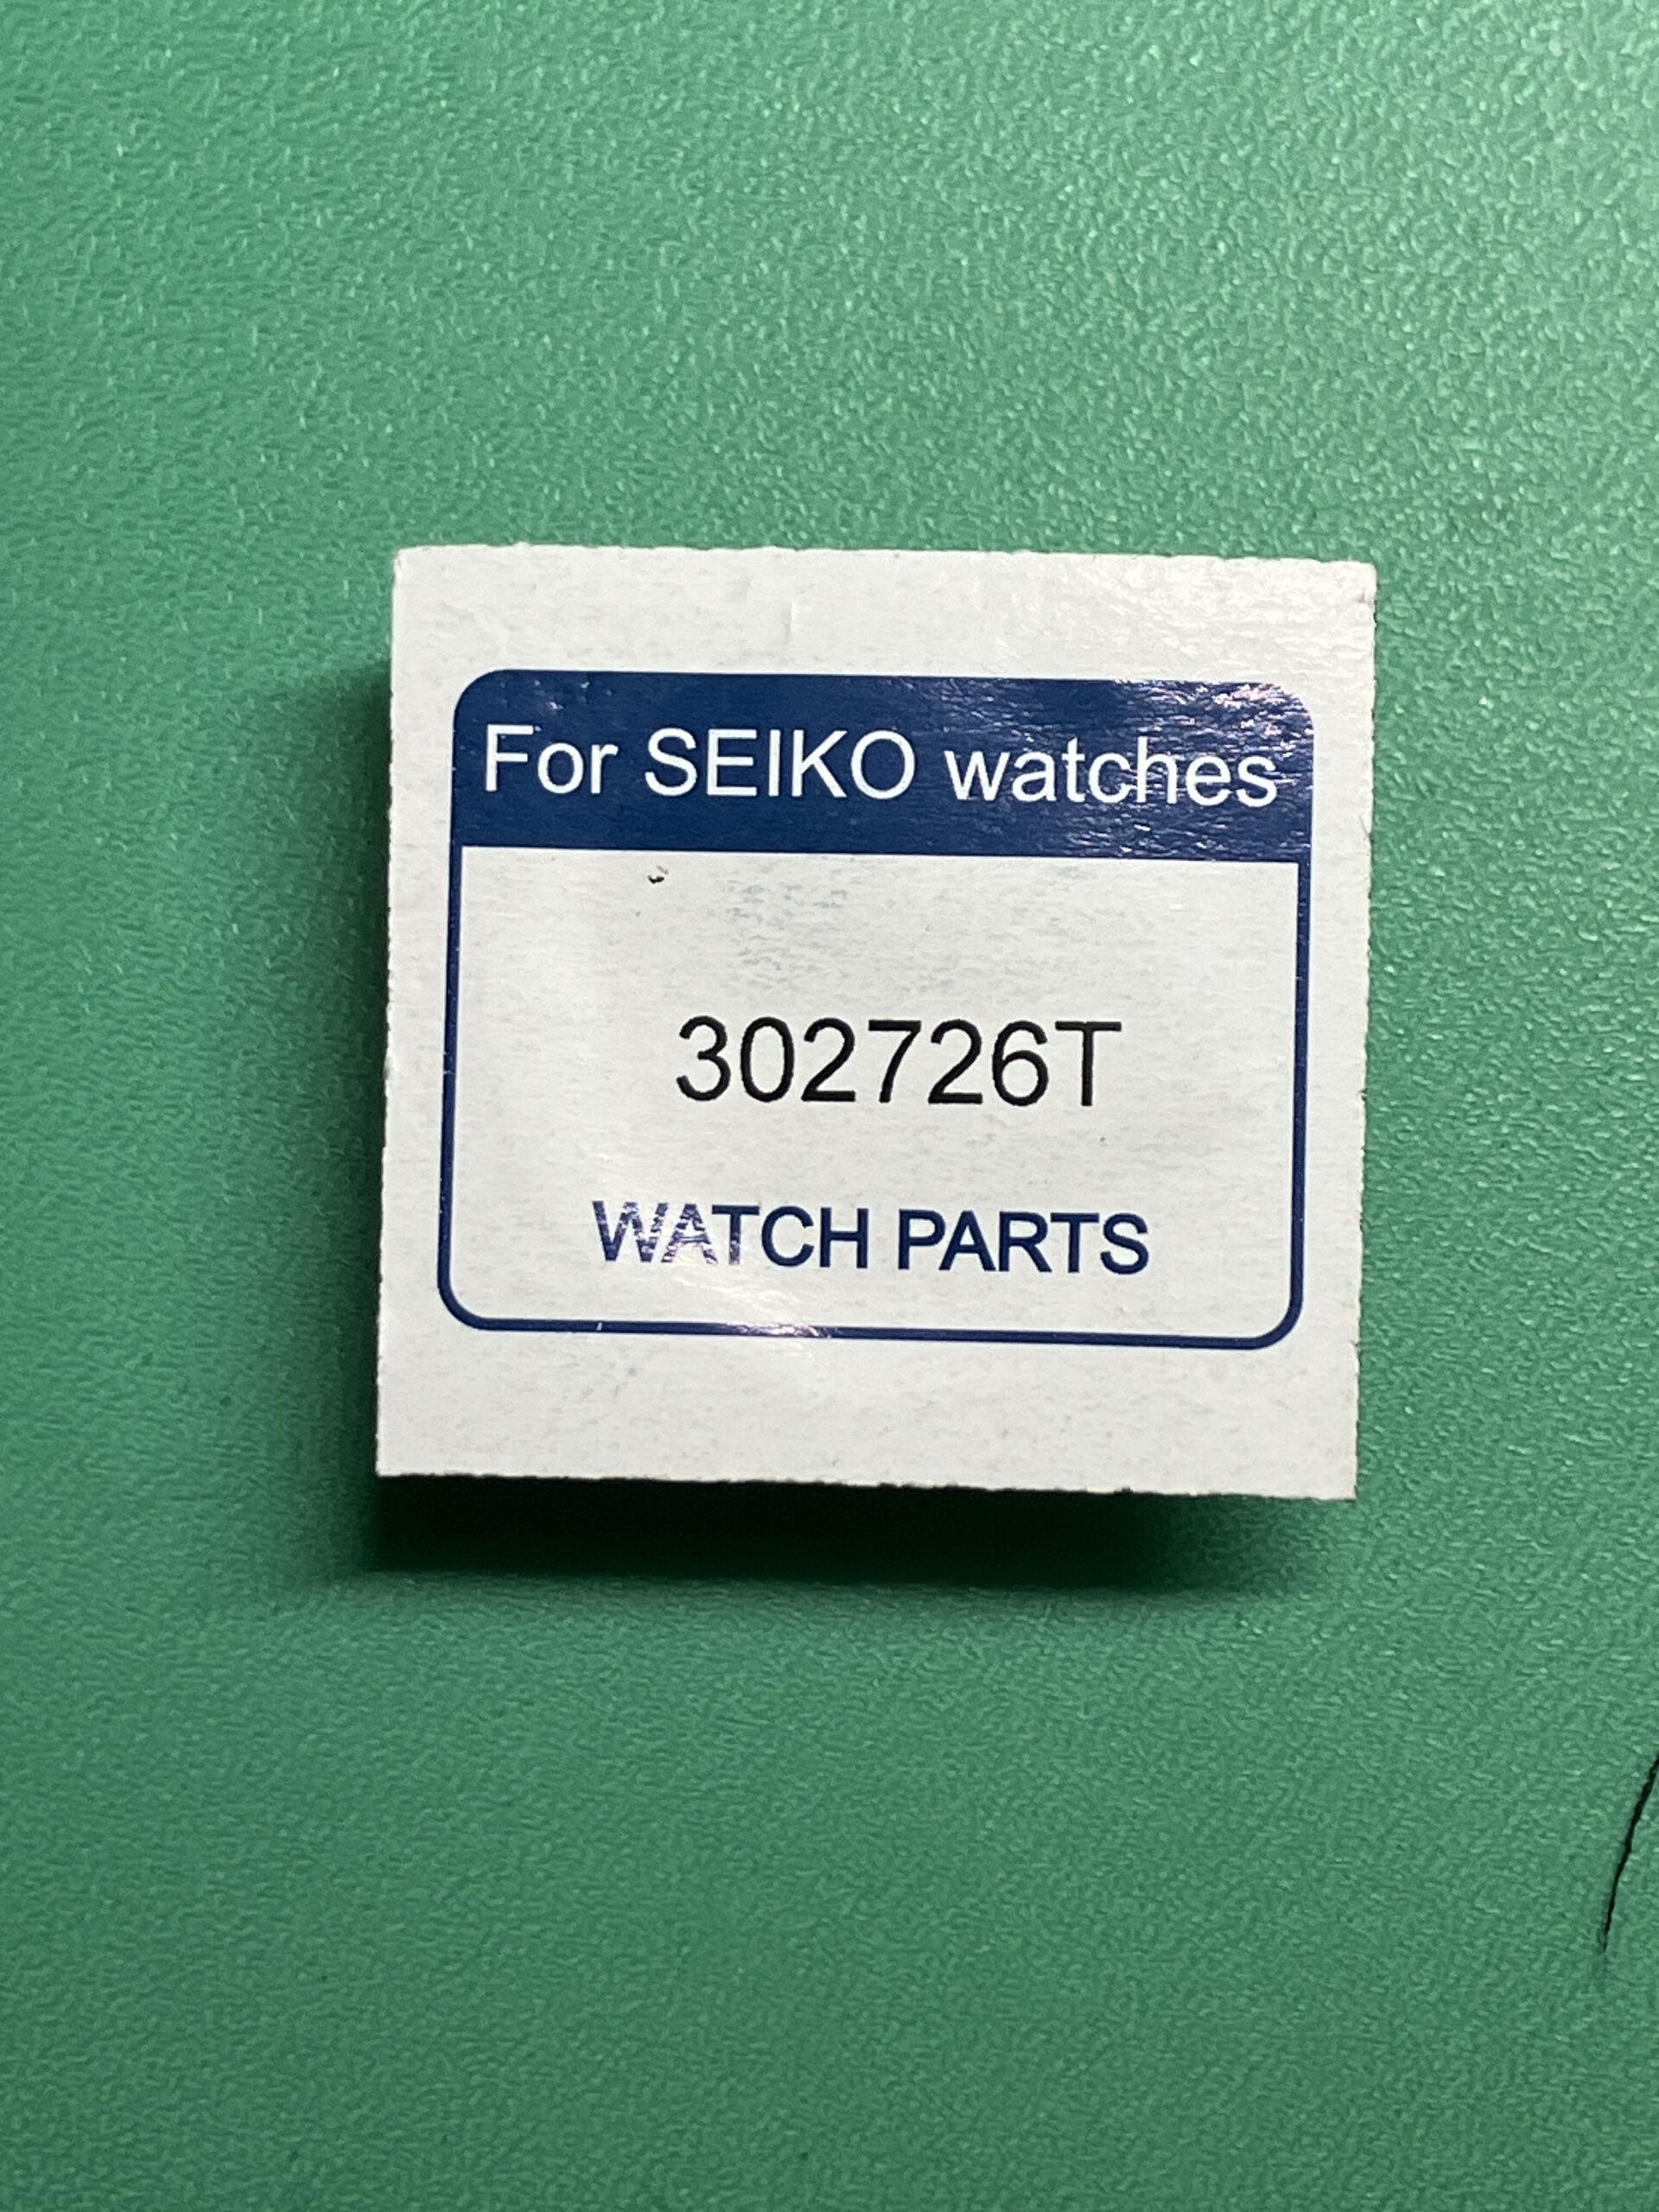 For SEIKO watches
302726T
WATCH PARTS